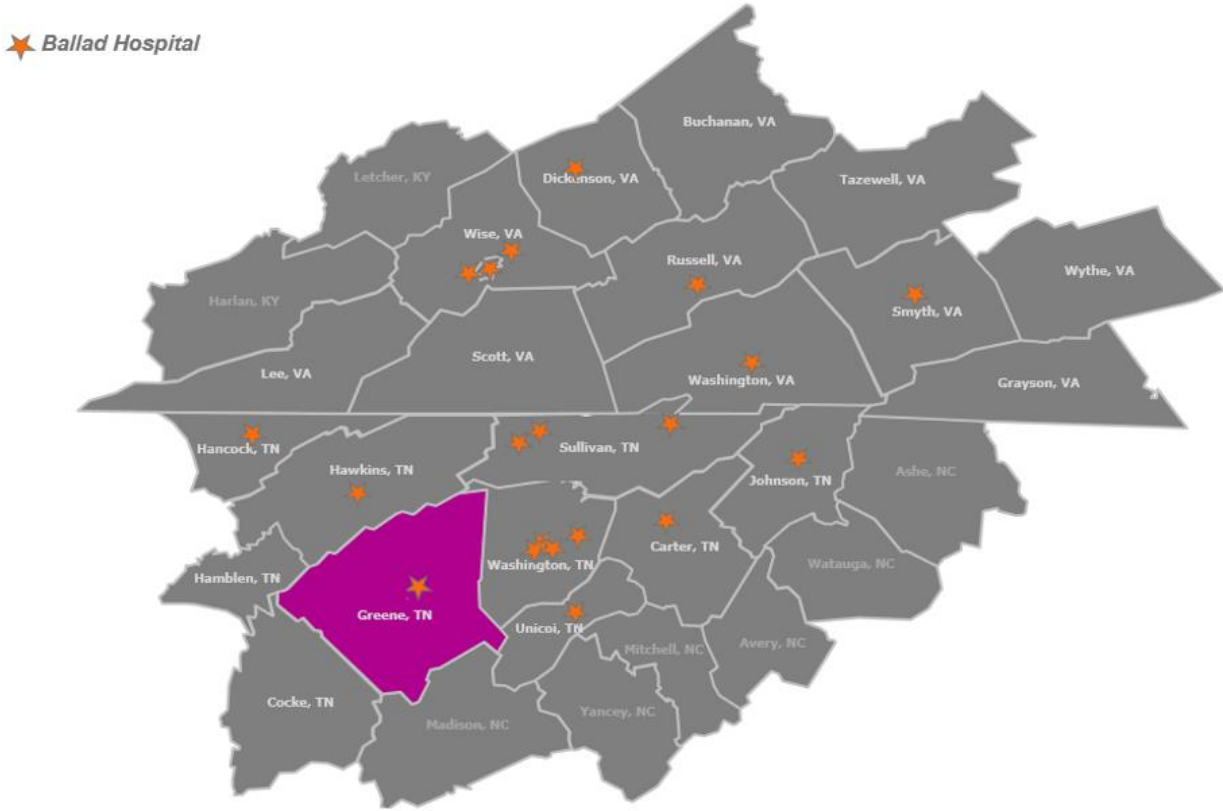 Ballad Hospital
Buchanan, VA
Letcher, KY
Dickenson, VA
Tazewell, VA
Wise, VA
Russell, VA
Wythe, VA
Harlan, KY
Smyth, VA
Scott, VA
Lee, VA
Washington, VA
Grayson, VA
Hancock, TN
Sullivan, TN
Hawkins, TN
Johnson, TN
Ashe, NC
Carter, TN
Washington, TN
Watauga, NC
Hamblen, TN
Greene, TN
Unicoi, TN
Mitchell, NC
Avery, NC
Cocke, TN
Yancey, NC
Madison, NC